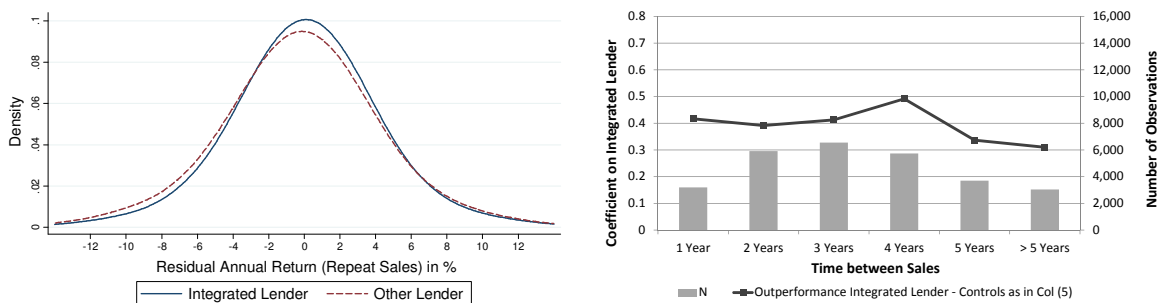 Density
0
.02
.04
.06
.08
.1
-12 -10 -8 -6 -4 -2 0 2 4 6 8 10 12
Residual Annual Return (Repeat Sales) in %
Integrated Lender Other Lender
Coefficient on Integrated Lender
0.8
0.7
0.6
0.5
0.4
0.3
0.2
0.1
0
16,000
14,000
12,000
10,000
8,000
6,000
4,000
2,000
0
Number of Observations
1 Year 2 Years 3 Years 4 Years 5 Years > 5 Years
Time between Sales
N Outperformance Integrated Lender - Controls as in Col (5)